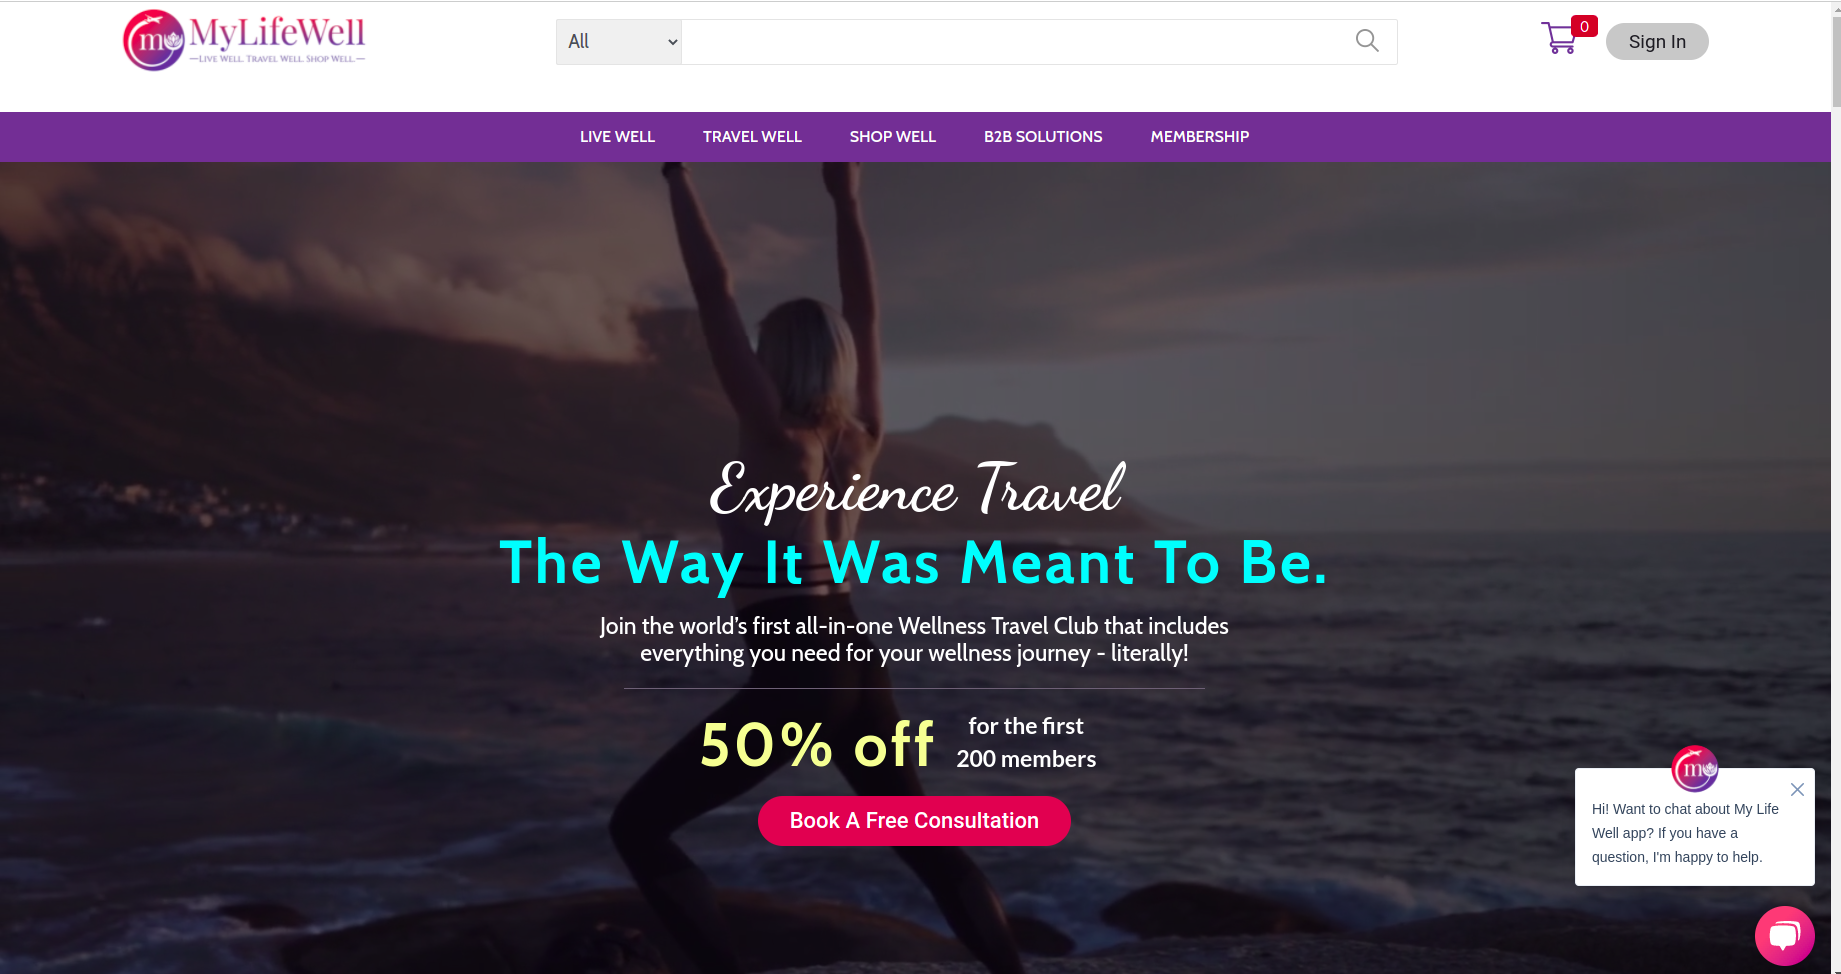 m MyLifeWell
—LIVE WELL. TRAVEL WELL. SHOP WELL.—
All
0
Sign In
LIVE WELL TRAVEL WELL SHOP WELL B2B SOLUTIONS MEMBERSHIP
Experience Travel
The Way It Was Meant To Be.
Join the world’s first all-in-one Wellness Travel Club that includes
everything you need for your wellness journey - literally!
50% off
for the first
200 members
Book A Free Consultation
m
Hi! Want to chat about My Life
Well app? If you have a
question, I'm happy to help.